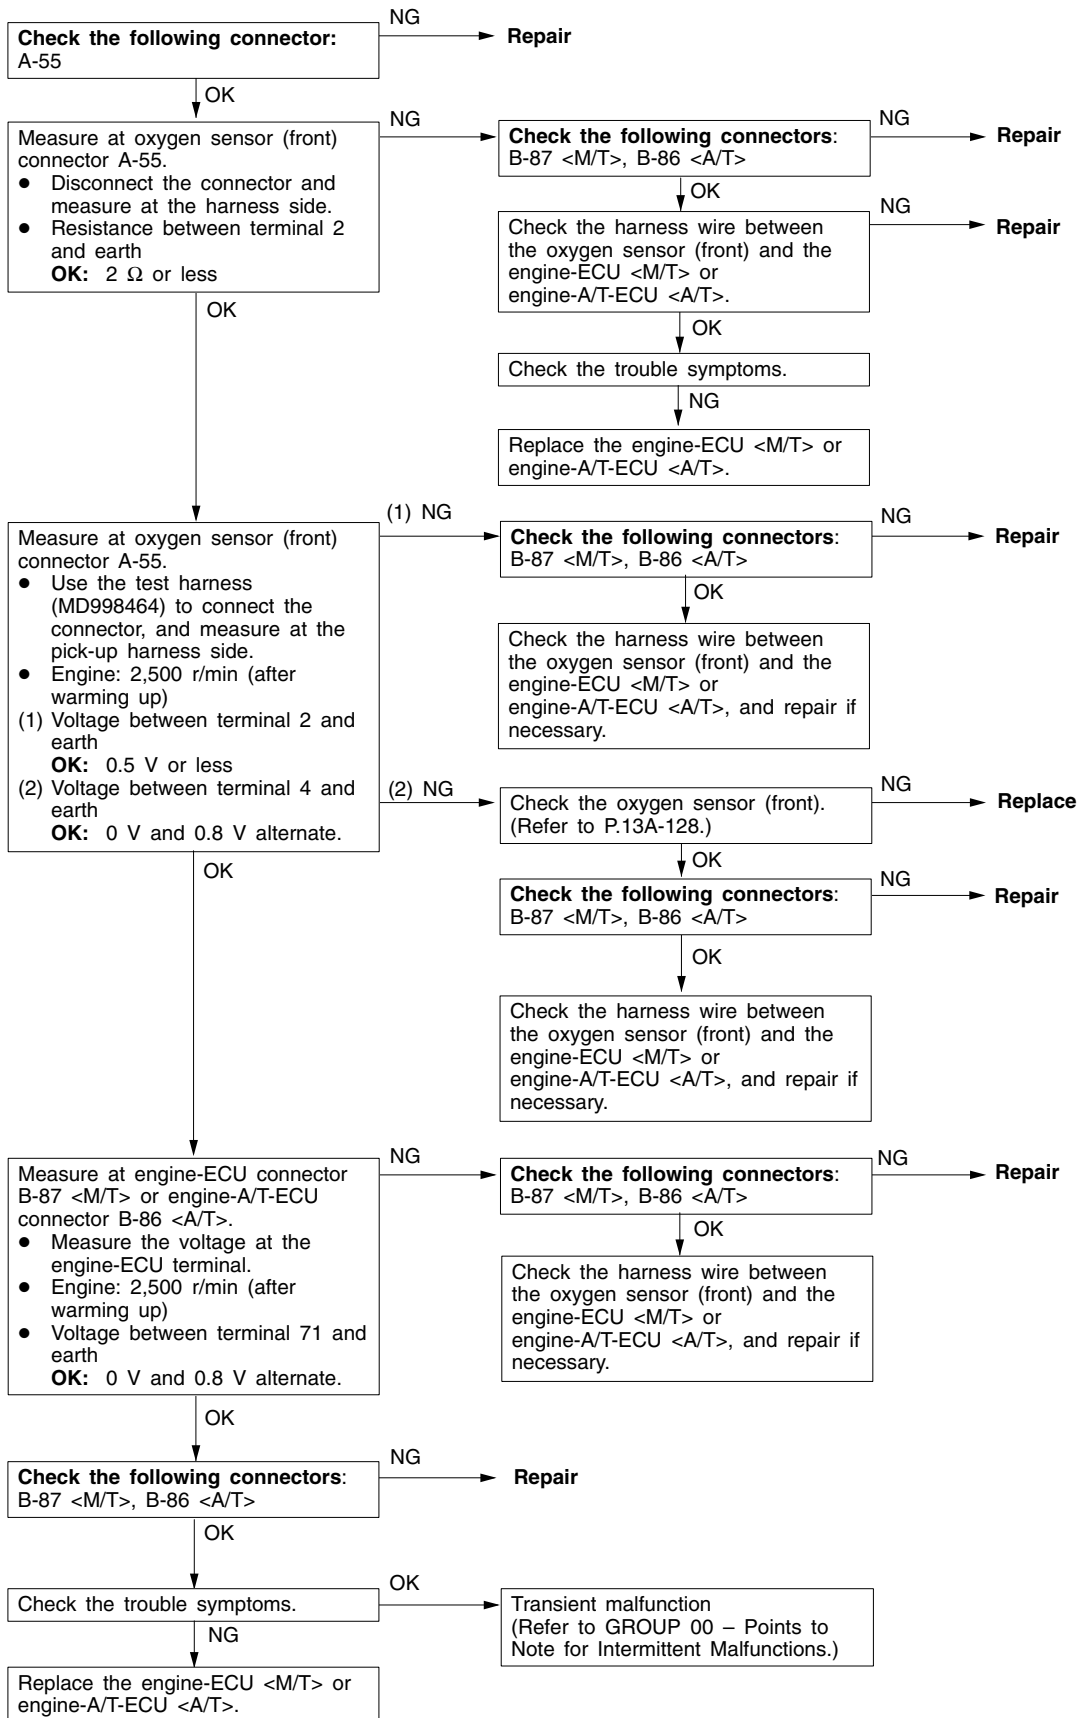 Check the following connector:
A-55
NG
Repair
OK
Measure at oxygen sensor (front)
connector A-55.
● Disconnect the connector and
measure at the harness side.
● Resistance between terminal 2
and earth
OK: 2 Ω or less
NG
Check the following connectors:
B-87 <M/T>, B-86 <A/T>
NG
Repair
OK
Check the harness wire between
the oxygen sensor (front) and the
engine-ECU <M/T> or
engine-A/T-ECU <A/T>.
NG
Repair
OK
Check the trouble symptoms.
NG
Replace the engine-ECU <M/T> or
engine-A/T-ECU <A/T>.
OK
Measure at oxygen sensor (front)
connector A-55.
● Use the test harness
(MD998464) to connect the
connector, and measure at the
pick-up harness side.
● Engine: 2,500 r/min (after
warming up)
(1) Voltage between terminal 2 and
earth
OK: 0.5 V or less
(2) Voltage between terminal 4 and
earth
OK: 0 V and 0.8 V alternate.
(1) NG
Check the following connectors:
B-87 <M/T>, B-86 <A/T>
NG
Repair
OK
Check the harness wire between
the oxygen sensor (front) and the
engine-ECU <M/T> or
engine-A/T-ECU <A/T>, and repair if
necessary.
(2) NG
Check the oxygen sensor (front).
(Refer to P.13A-128.)
NG
Replace
OK
Check the following connectors:
B-87 <M/T>, B-86 <A/T>
NG
Repair
OK
Check the harness wire between
the oxygen sensor (front) and the
engine-ECU <M/T> or
engine-A/T-ECU <A/T>, and repair if
necessary.
OK
Measure at engine-ECU connector
B-87 <M/T> or engine-A/T-ECU
connector B-86 <A/T>.
● Measure the voltage at the
engine-ECU terminal.
● Engine: 2,500 r/min (after
warming up)
● Voltage between terminal 71 and
earth
OK: 0 V and 0.8 V alternate.
NG
Check the following connectors:
B-87 <M/T>, B-86 <A/T>
NG
Repair
OK
Check the harness wire between
the oxygen sensor (front) and the
engine-ECU <M/T> or
engine-A/T-ECU <A/T>, and repair if
necessary.
OK
Check the following connectors:
B-87 <M/T>, B-86 <A/T>
NG
Repair
OK
Check the trouble symptoms.
OK
Transient malfunction
(Refer to GROUP 00 – Points to
Note for Intermittent Malfunctions.)
NG
Replace the engine-ECU <M/T> or
engine-A/T-ECU <A/T>.